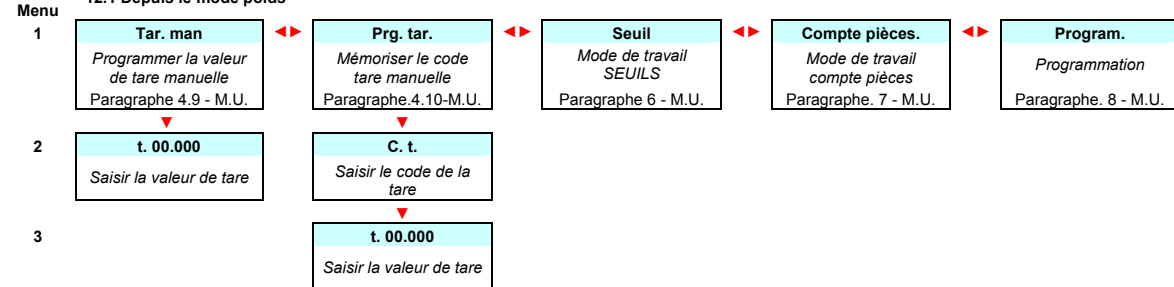 12.1 Depuis le mode poids
Menu
1
Tar. man
Programmer la valeur
de tare manuelle
Paragraphe 4.9 - M.U.
Prg. tar.
Mémoriser le code
tare manuelle
Paragraphe.4.10-M.U.
Seuil
Mode de travail
SEUILS
Paragraphe 6 - M.U.
Compte pièces.
Mode de travail
compte pièces
Paragraphe. 7 - M.U.
Program.
Programmation
Paragraphe. 8 - M.U.
2
t. 00.000
Saisir la valeur de tare
C. t.
Saisir le code de la
tare
3
t. 00.000
Saisir la valeur de tare